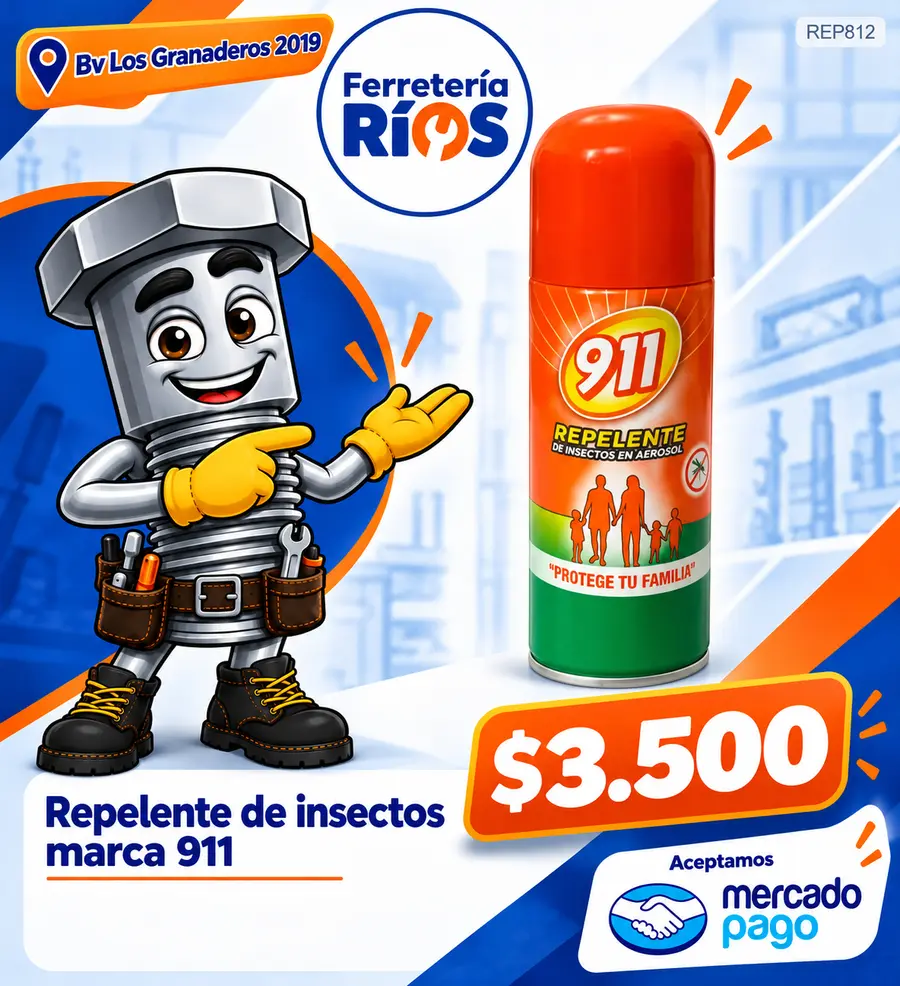 Bv Los Granaderos 2019
Ferretería
RÍOS
REP812
911
REPELENTE
DE INSECTOS EN AEROSOL
"PROTEGE TU FAMILIA"
$3.500
Repelente de insectos
marca 911
Aceptamos
mercado
pago